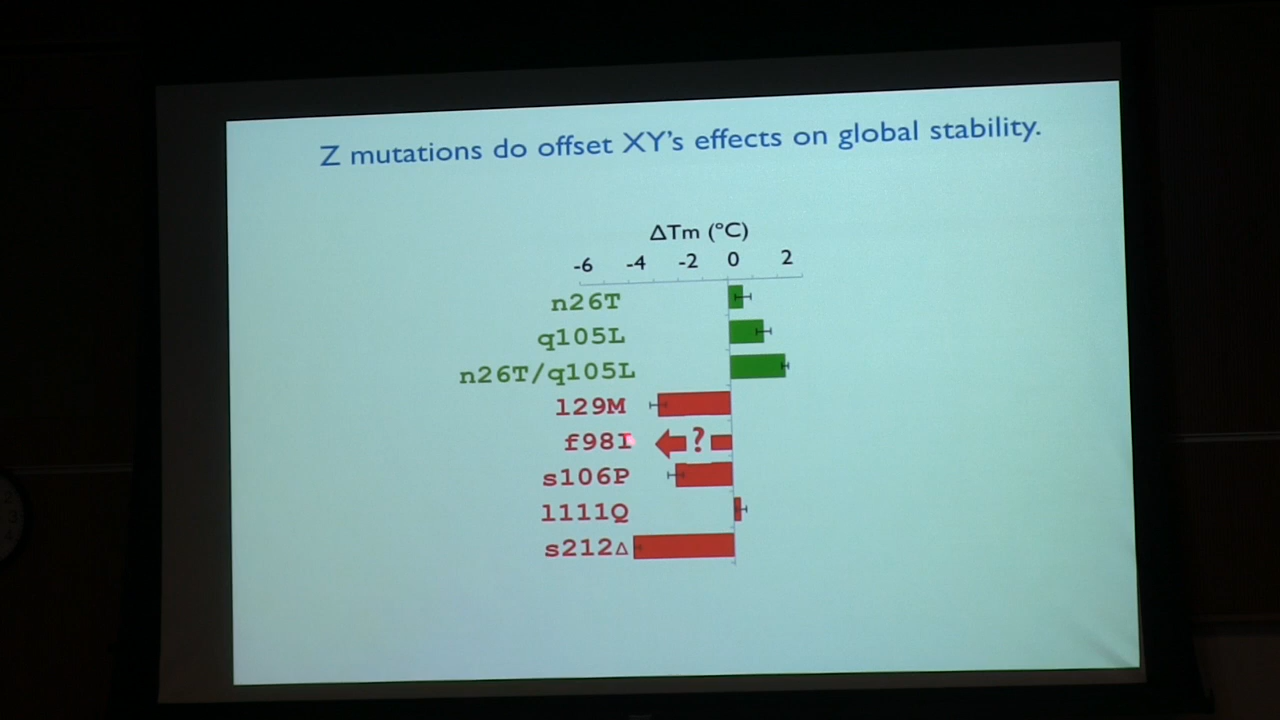 Z mutations do offset XY's effects on global stability.
ΔTm (°C)
-6 -4 -2 0 2
n26T
q105L
n26T/q105L
l29M
f98I
?
s106P
l111Q
s212Δ